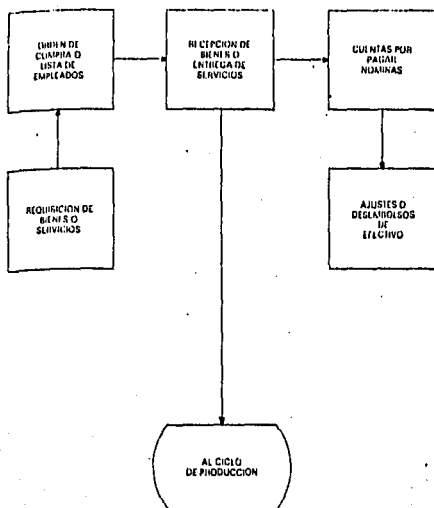 ORDEN DE
COMPRA O
LISTA DE
EMPLEADOS
RECEPCION DE
BIENES O
ENTREGA DE
SERVICIOS
CUENTAS POR
PAGAR
NOMINAS
REQUISICION DE
BIENES O
SERVICIOS
AJUSTES O
DESEMBOLSOS
DE
EFECTIVO
AL CICLO
DE PRODUCCION